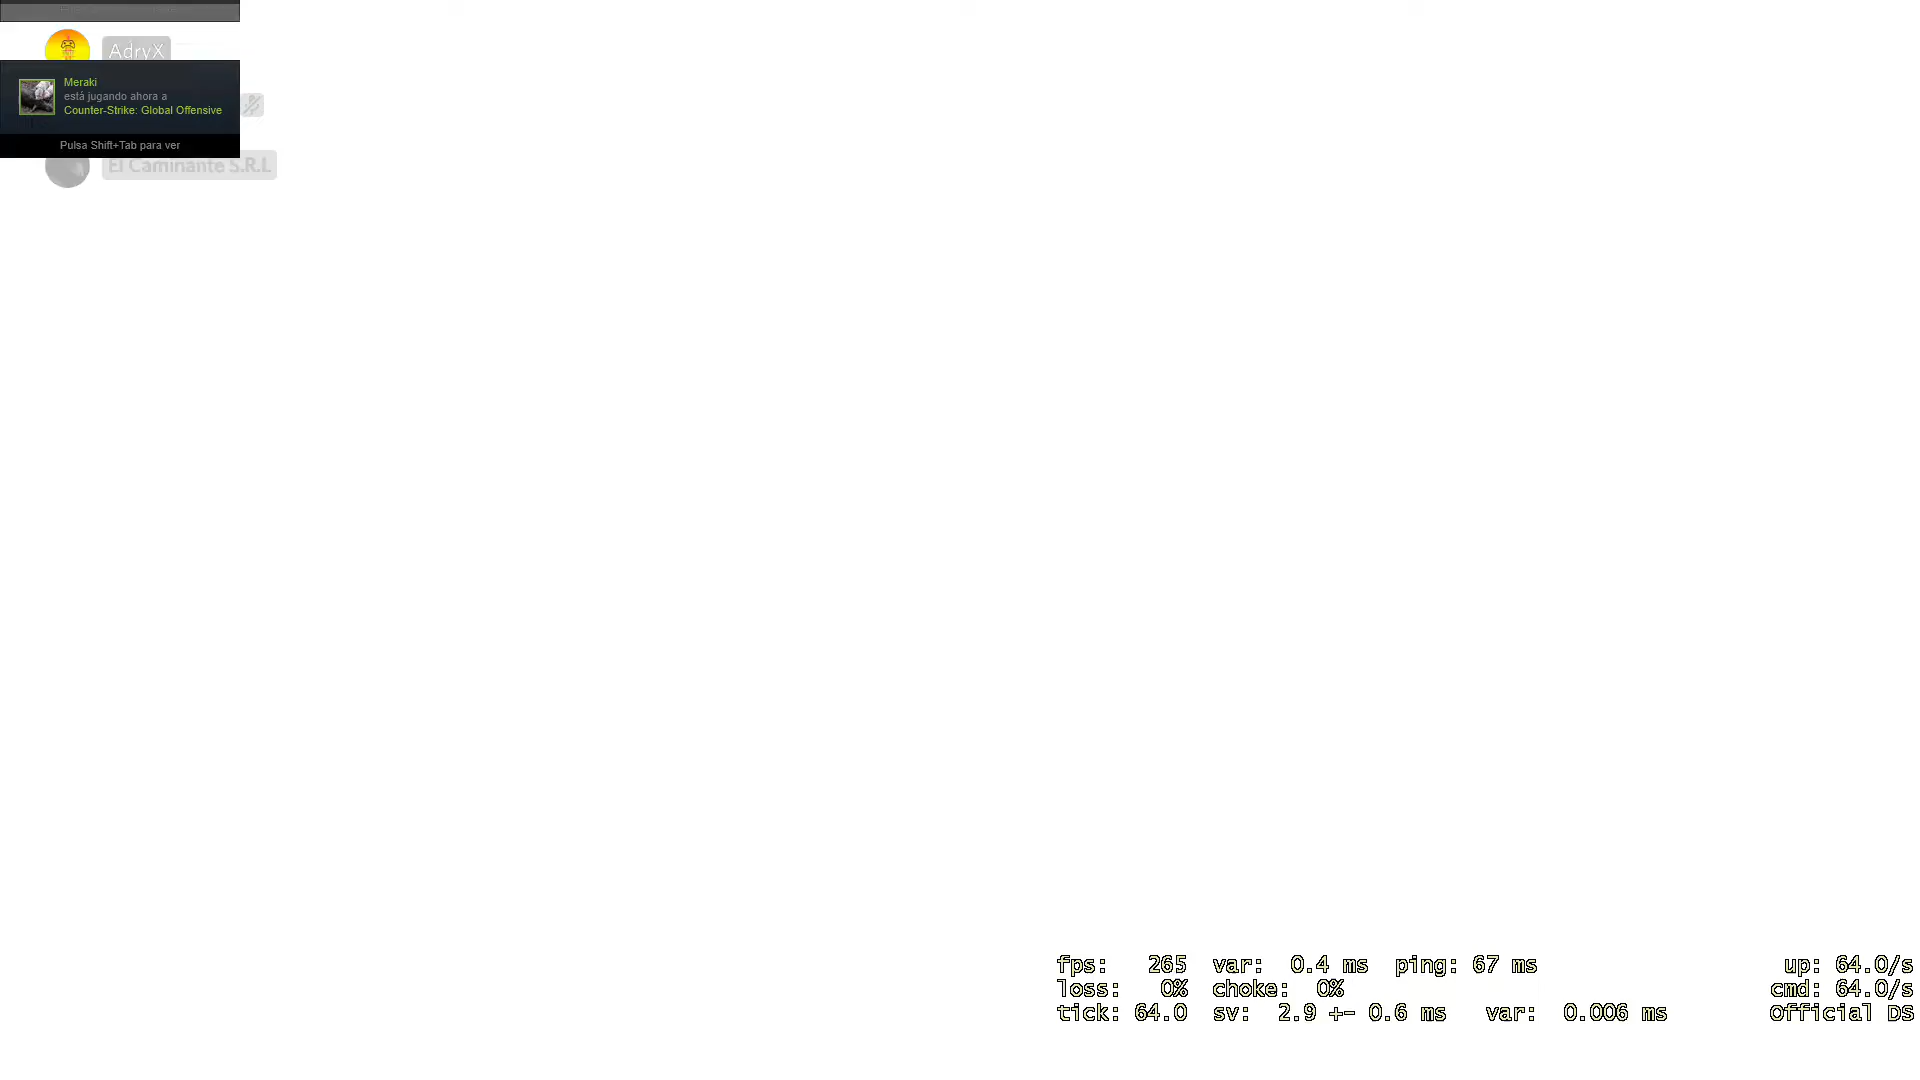 AdryX
Meraki
está jugando ahora a
Counter-Strike: Global Offensive
Pulsa Shift+Tab para ver
El Caminante S.R.L
fps: 265 var: 0.4 ms ping: 67 ms up: 64.0/s
loss: 0% choke: 0% cmd: 64.0/s
tick: 64.0 sv: 2.9 +- 0.6 ms var: 0.006 ms Official DS